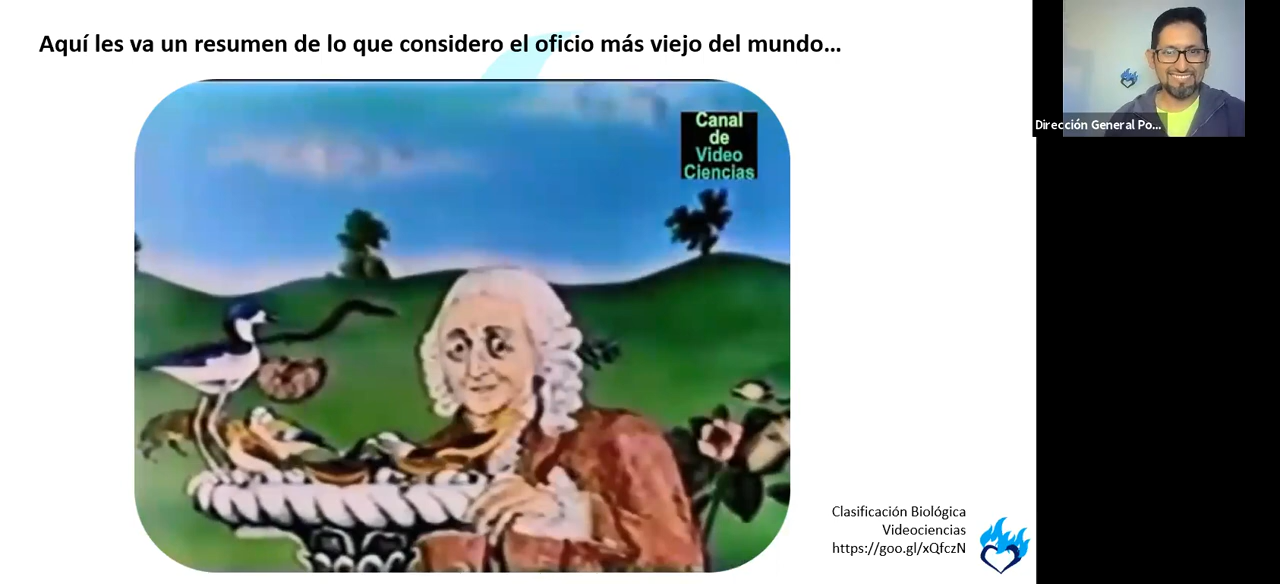 Aquí les va un resumen de lo que considero el oficio más viejo del mundo...
Canal
de
Video
Ciencias
Dirección General Po...
Clasificación Biológica
Videociencias
https://goo.gl/xQfczN